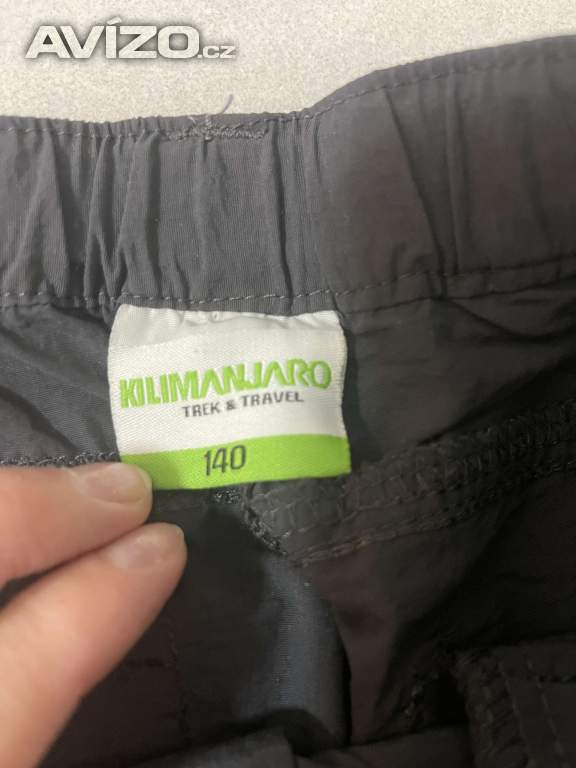 AVÍZO.cz
KILIMANJARO
TREK & TRAVEL
140